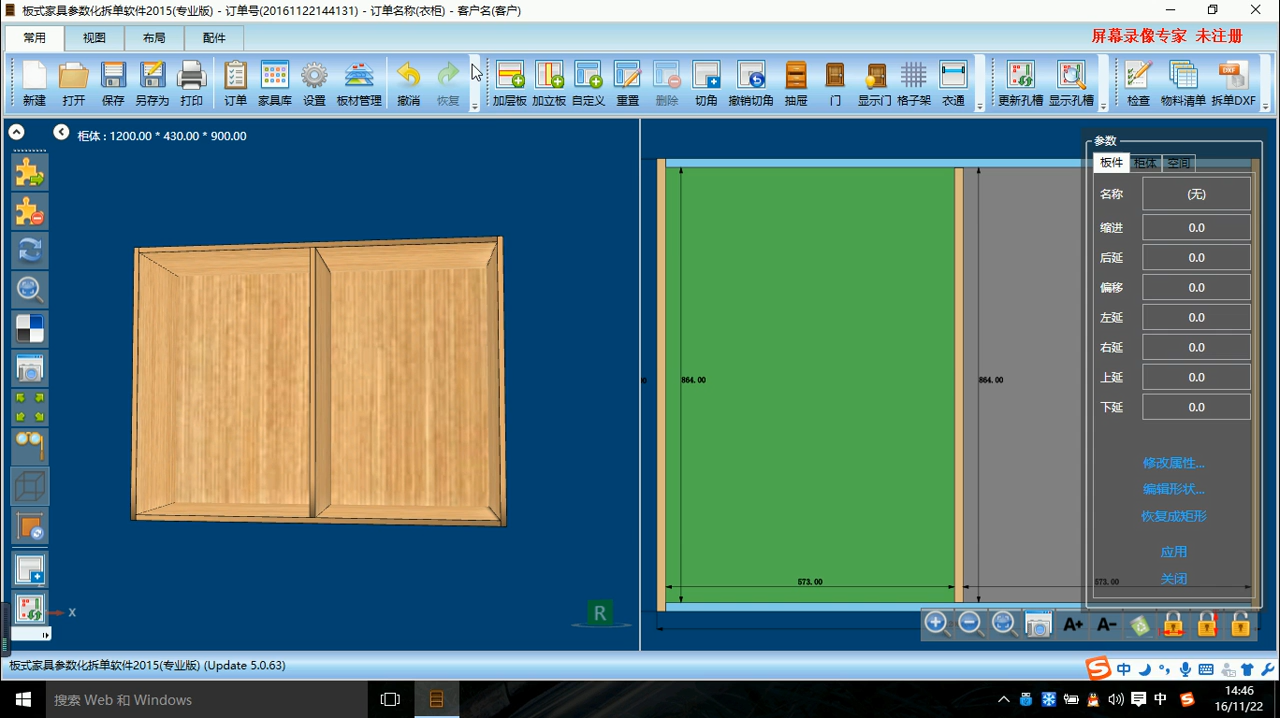 板式家具参数化拆单软件2015(专业版) - 订单号(20161122144131) - 订单名称(衣柜) - 客户名(客户)
常用 视图 布局 配件
屏幕录像专家 未注册
新建 打开 保存 另存为 打印 订单 家具库 设置 板材管理 撤消 恢复 加层板 加立板 自定义 重置 删除 切角 撤销切角 抽屉 门 显示门 格子架 衣通 更新孔槽 显示孔槽 检查 物料清单 拆单DXF
柜体 : 1200.00 * 430.00 * 900.00
参数
板件 柜体 空间
名称 (无)
缩进 0.0
后延 0.0
偏移 0.0
左延 0.0
右延 0.0
上延 0.0
下延 0.0
修改属性...
编辑形状...
恢复成矩形
应用
关闭
864.00 864.00
573.00 573.00
X
R
A+ A-
板式家具参数化拆单软件2015(专业版) (Update 5.0.63)
中
搜索 Web 和 Windows
中
14:46
16/11/22